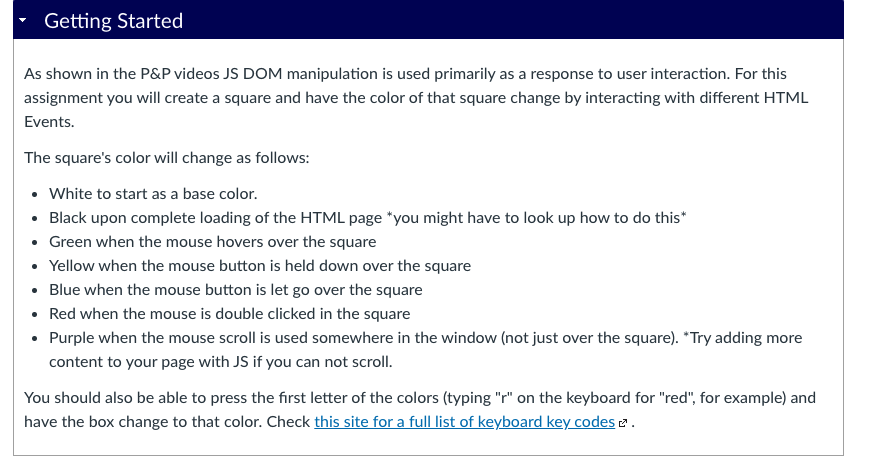 Getting Started
As shown in the P&P videos JS DOM manipulation is used primarily as a response to user interaction. For this
assignment you will create a square and have the color of that square change by interacting with different HTML
Events.
The square's color will change as follows:
• White to start as a base color.
• Black upon complete loading of the HTML page *you might have to look up how to do this*
• Green when the mouse hovers over the square
• Yellow when the mouse button is held down over the square
• Blue when the mouse button is let go over the square
• Red when the mouse is double clicked in the square
• Purple when the mouse scroll is used somewhere in the window (not just over the square). *Try adding more
content to your page with JS if you can not scroll.
You should also be able to press the first letter of the colors (typing "r" on the keyboard for "red", for example) and
have the box change to that color. Check this site for a full list of keyboard key codes .